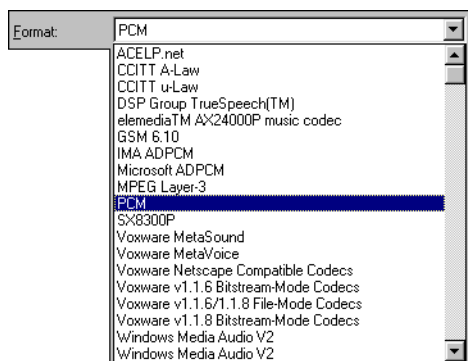 Format: PCM
ACELP.net
CCITT A-Law
CCITT u-Law
DSP Group TrueSpeech(TM)
elemediaTM AX24000P music codec
GSM 6.10
IMA ADPCM
Microsoft ADPCM
MPEG Layer-3
PCM
SX8300P
Voxware MetaSound
Voxware MetaVoice
Voxware Netscape Compatible Codecs
Voxware v1.1.6 Bitstream-Mode Codecs
Voxware v1.1.6/1.1.8 File-Mode Codecs
Voxware v1.1.8 Bitstream-Mode Codecs
Windows Media Audio V2
Windows Media Audio V2